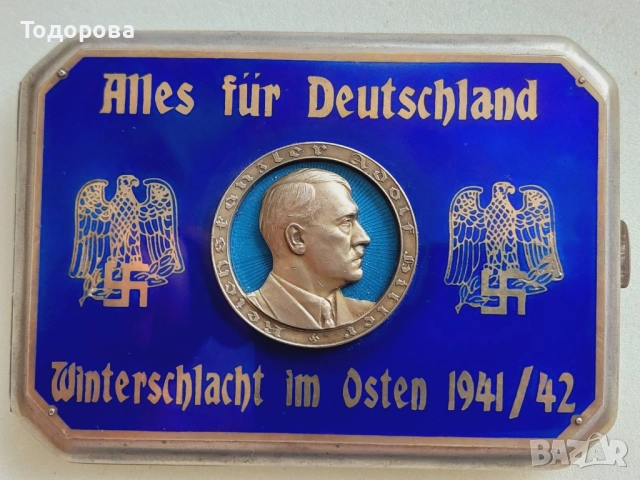 Тодорова
Alles für Deutschland
Reichskanzler Adolf Hitler
Winterschlacht im Osten 1941/42
BAZAR